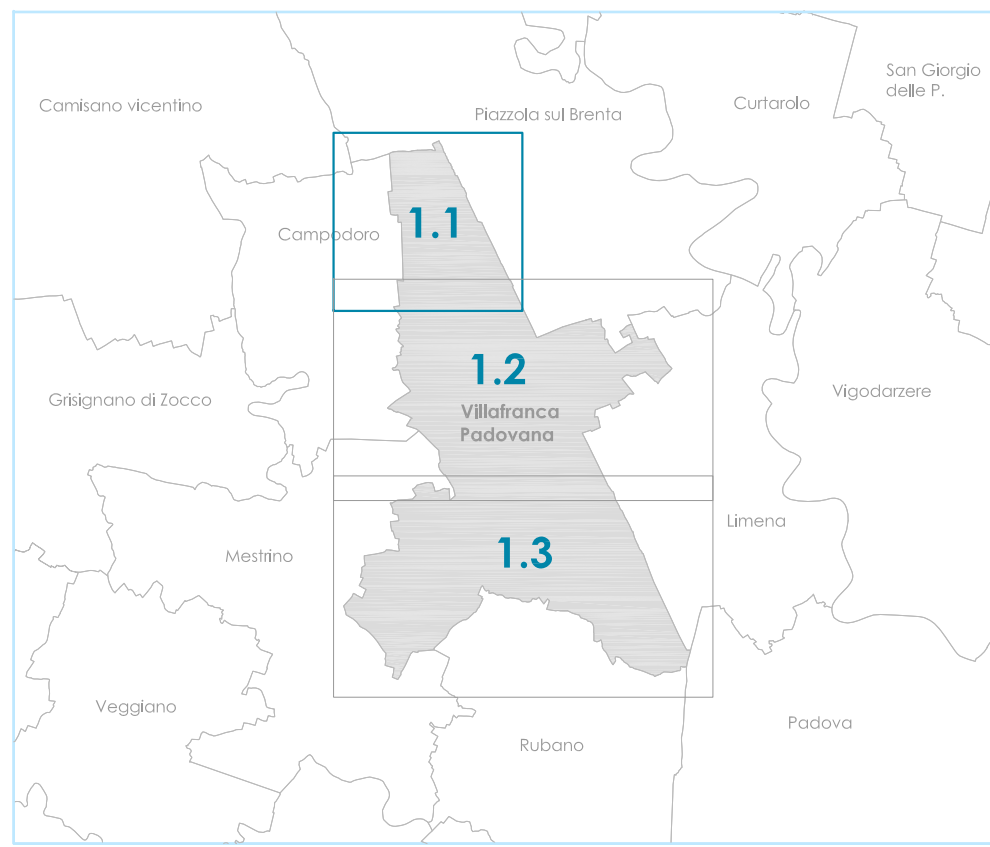 San Giorgio
delle P.
Camisano vicentino
Curtarolo
Piazzola sul Brenta
1.1
Campodoro
1.2
Vigodarzere
Grisignano di Zocco
Villafranca
Padovana
Limena
1.3
Mestrino
Veggiano
Padova
Rubano